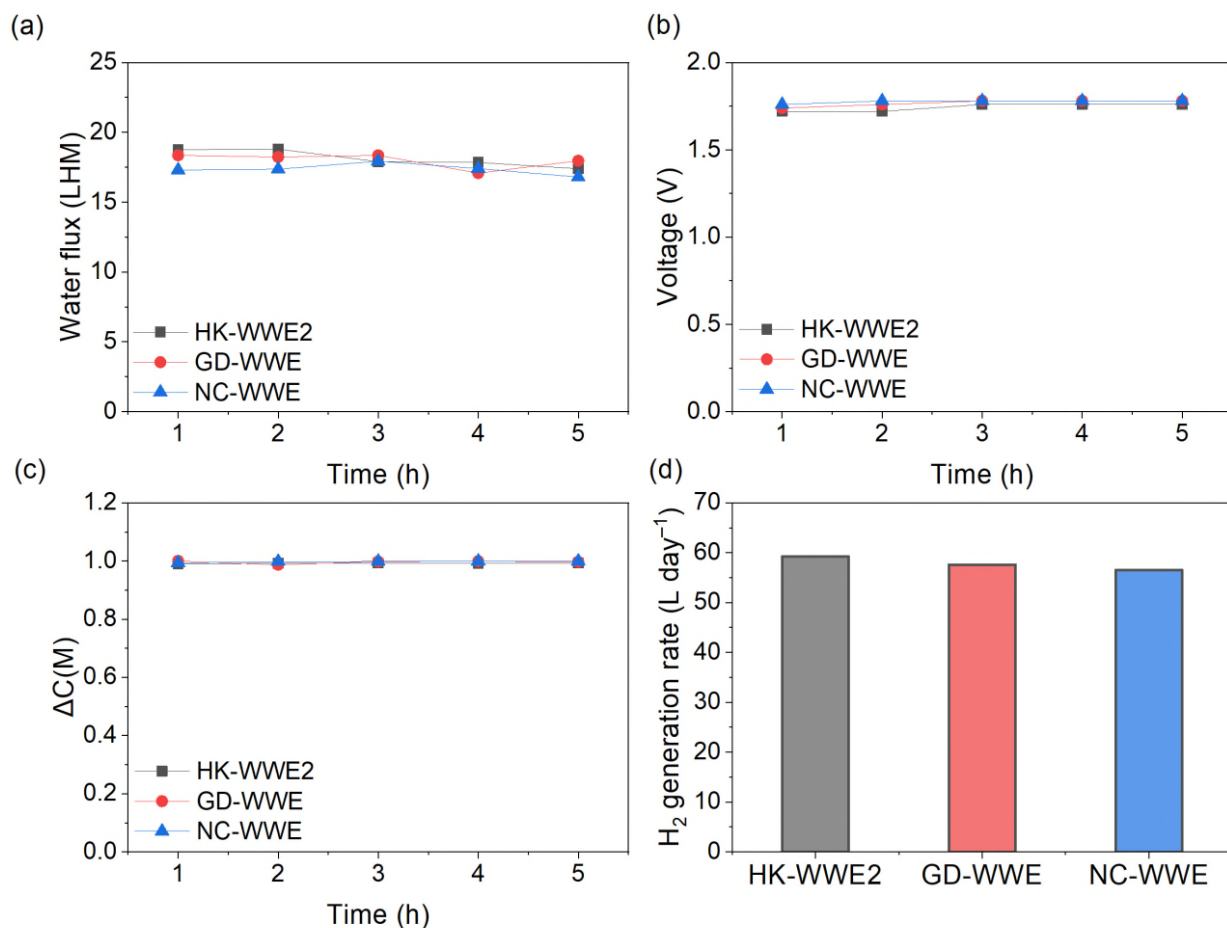 (a)
25
20
15
10
5
0
Water flux (LHM)
HK-WWE2
GD-WWE
NC-WWE
1 2 3 4 5
Time (h)
(b)
2.0
1.5
1.0
0.5
0.0
Voltage (V)
HK-WWE2
GD-WWE
NC-WWE
1 2 3 4 5
Time (h)
(c)
1.2
1.0
0.8
0.6
0.4
0.2
0.0
ΔC(M)
HK-WWE2
GD-WWE
NC-WWE
1 2 3 4 5
Time (h)
(d)
70
60
50
40
30
20
10
0
H₂ generation rate (L day⁻¹)
HK-WWE2 GD-WWE NC-WWE